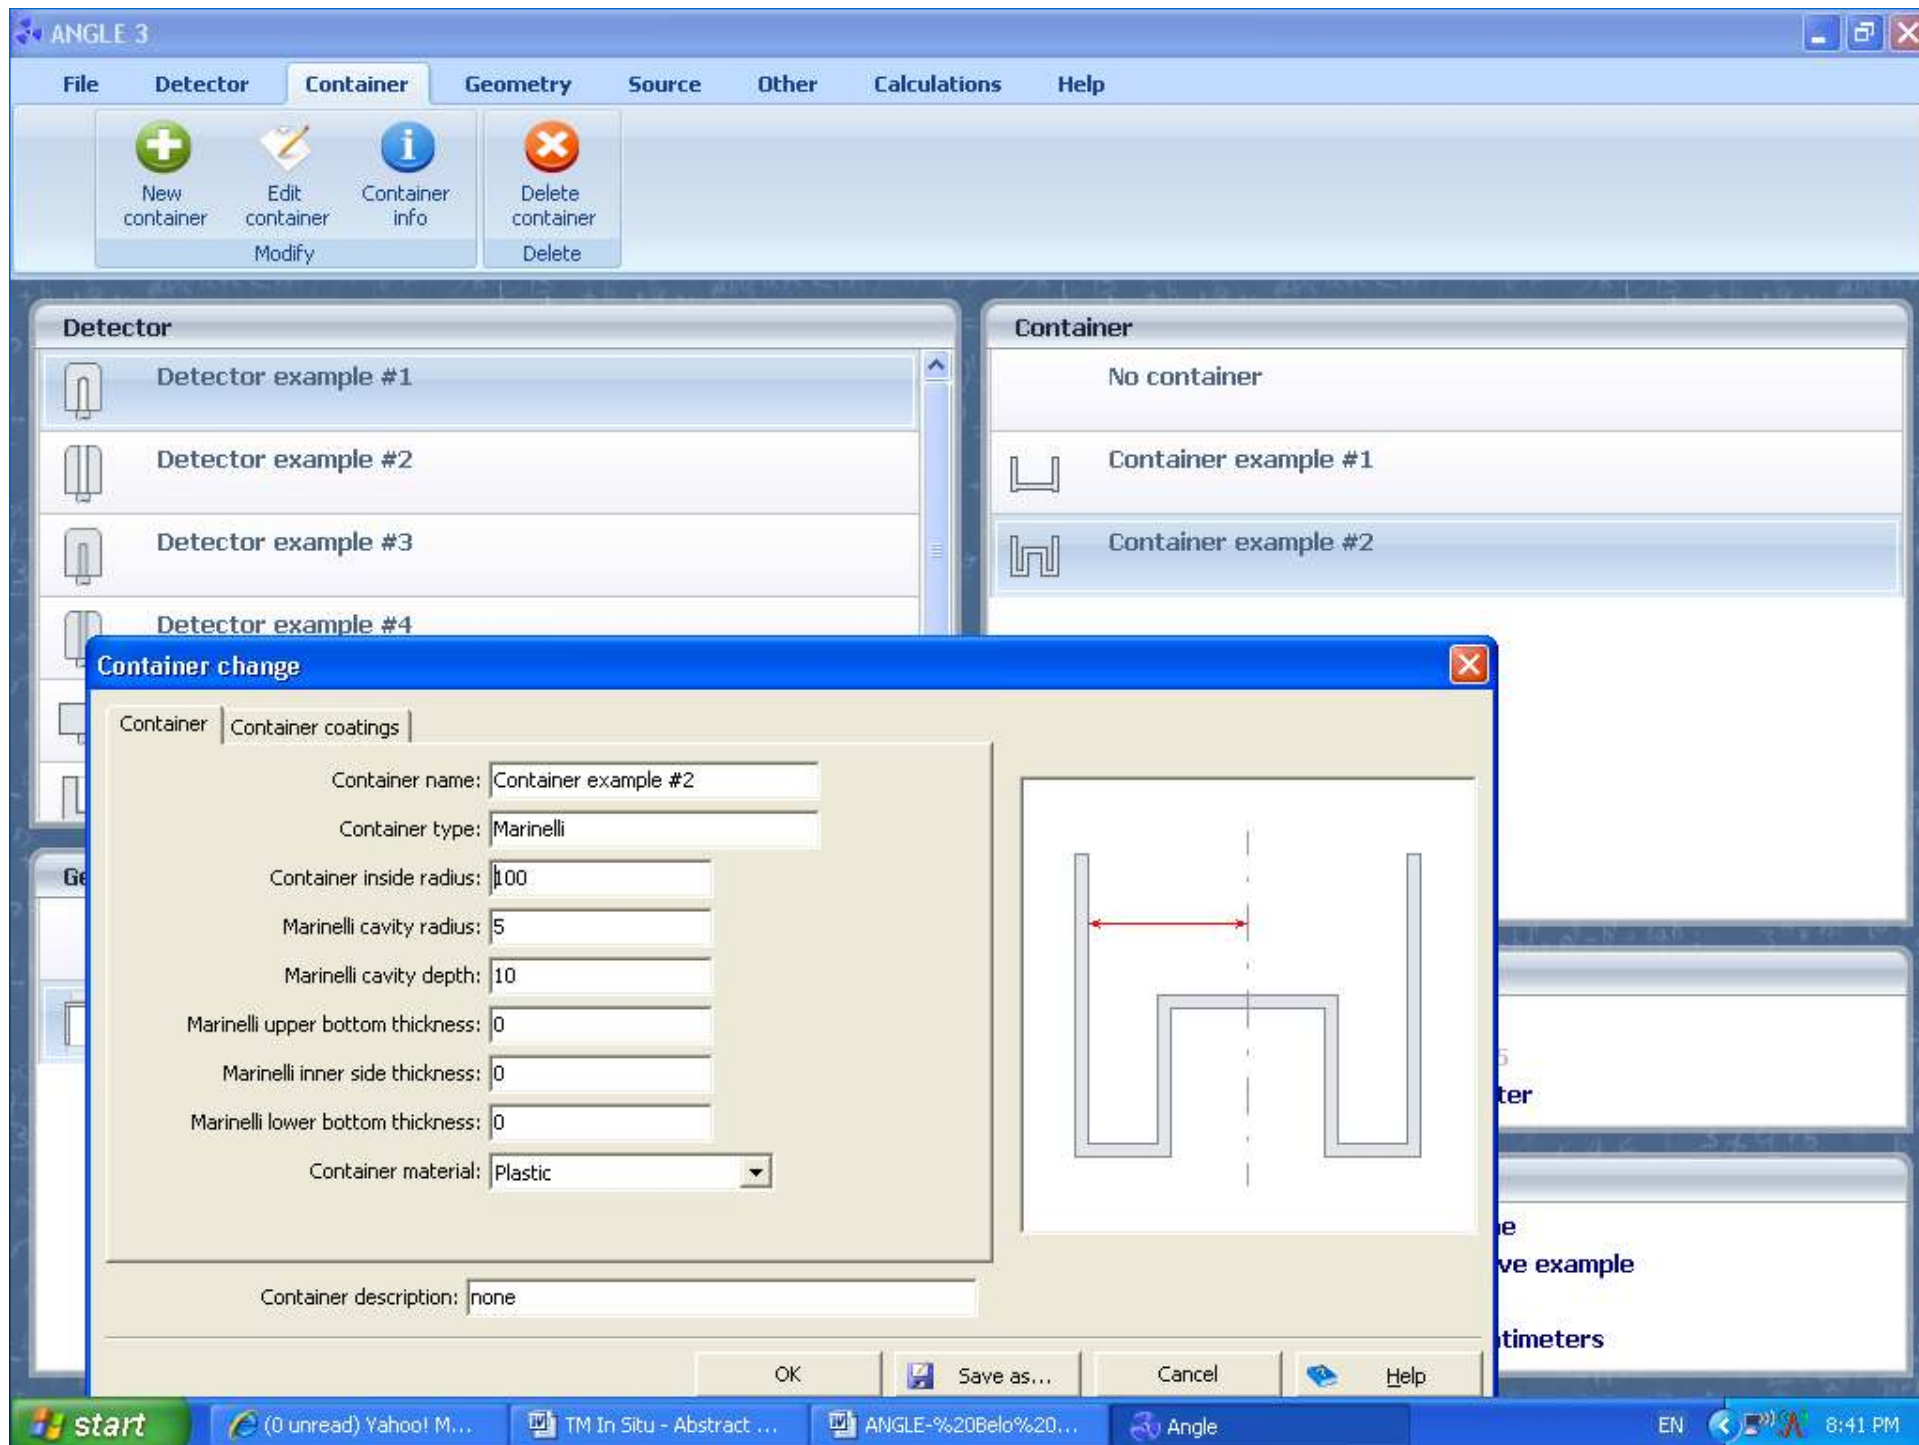 ANGLE 3
File Detector Container Geometry Source Other Calculations Help
New container
Edit container
Container info
Delete container
Modify
Delete
Detector
Detector example #1
Detector example #2
Detector example #3
Detector example #4
Container
No container
Container example #1
Container example #2
Ge
Container change
Container
Container coatings
Container name: Container example #2
Container type: Marinelli
Container inside radius: 100
Marinelli cavity radius: 5
Marinelli cavity depth: 10
Marinelli upper bottom thickness: 0
Marinelli inner side thickness: 0
Marinelli lower bottom thickness: 0
Container material: Plastic
Container description: none
OK
Save as...
Cancel
Help
5
ter
e
ve example
timeters
start
(0 unread) Yahoo! M...
TM In Situ - Abstract ...
ANGLE-%20Belo%20...
Angle
EN
8:41 PM